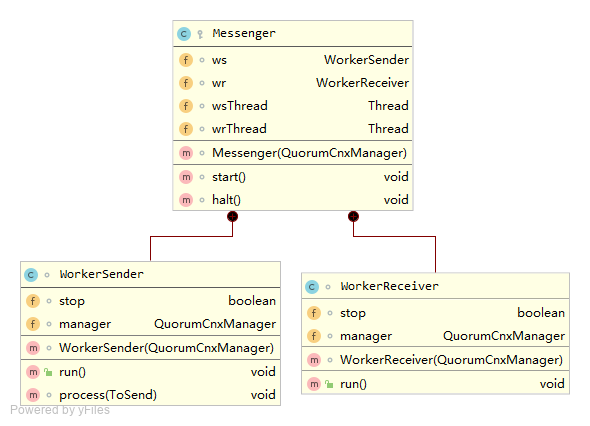 Messenger
ws WorkerSender
wr WorkerReceiver
wsThread Thread
wrThread Thread
Messenger(QuorumCnxManager)
start() void
halt() void
WorkerSender
stop boolean
manager QuorumCnxManager
WorkerSender(QuorumCnxManager)
run() void
process(ToSend) void
WorkerReceiver
stop boolean
manager QuorumCnxManager
WorkerReceiver(QuorumCnxManager)
run() void
Powered by yFiles